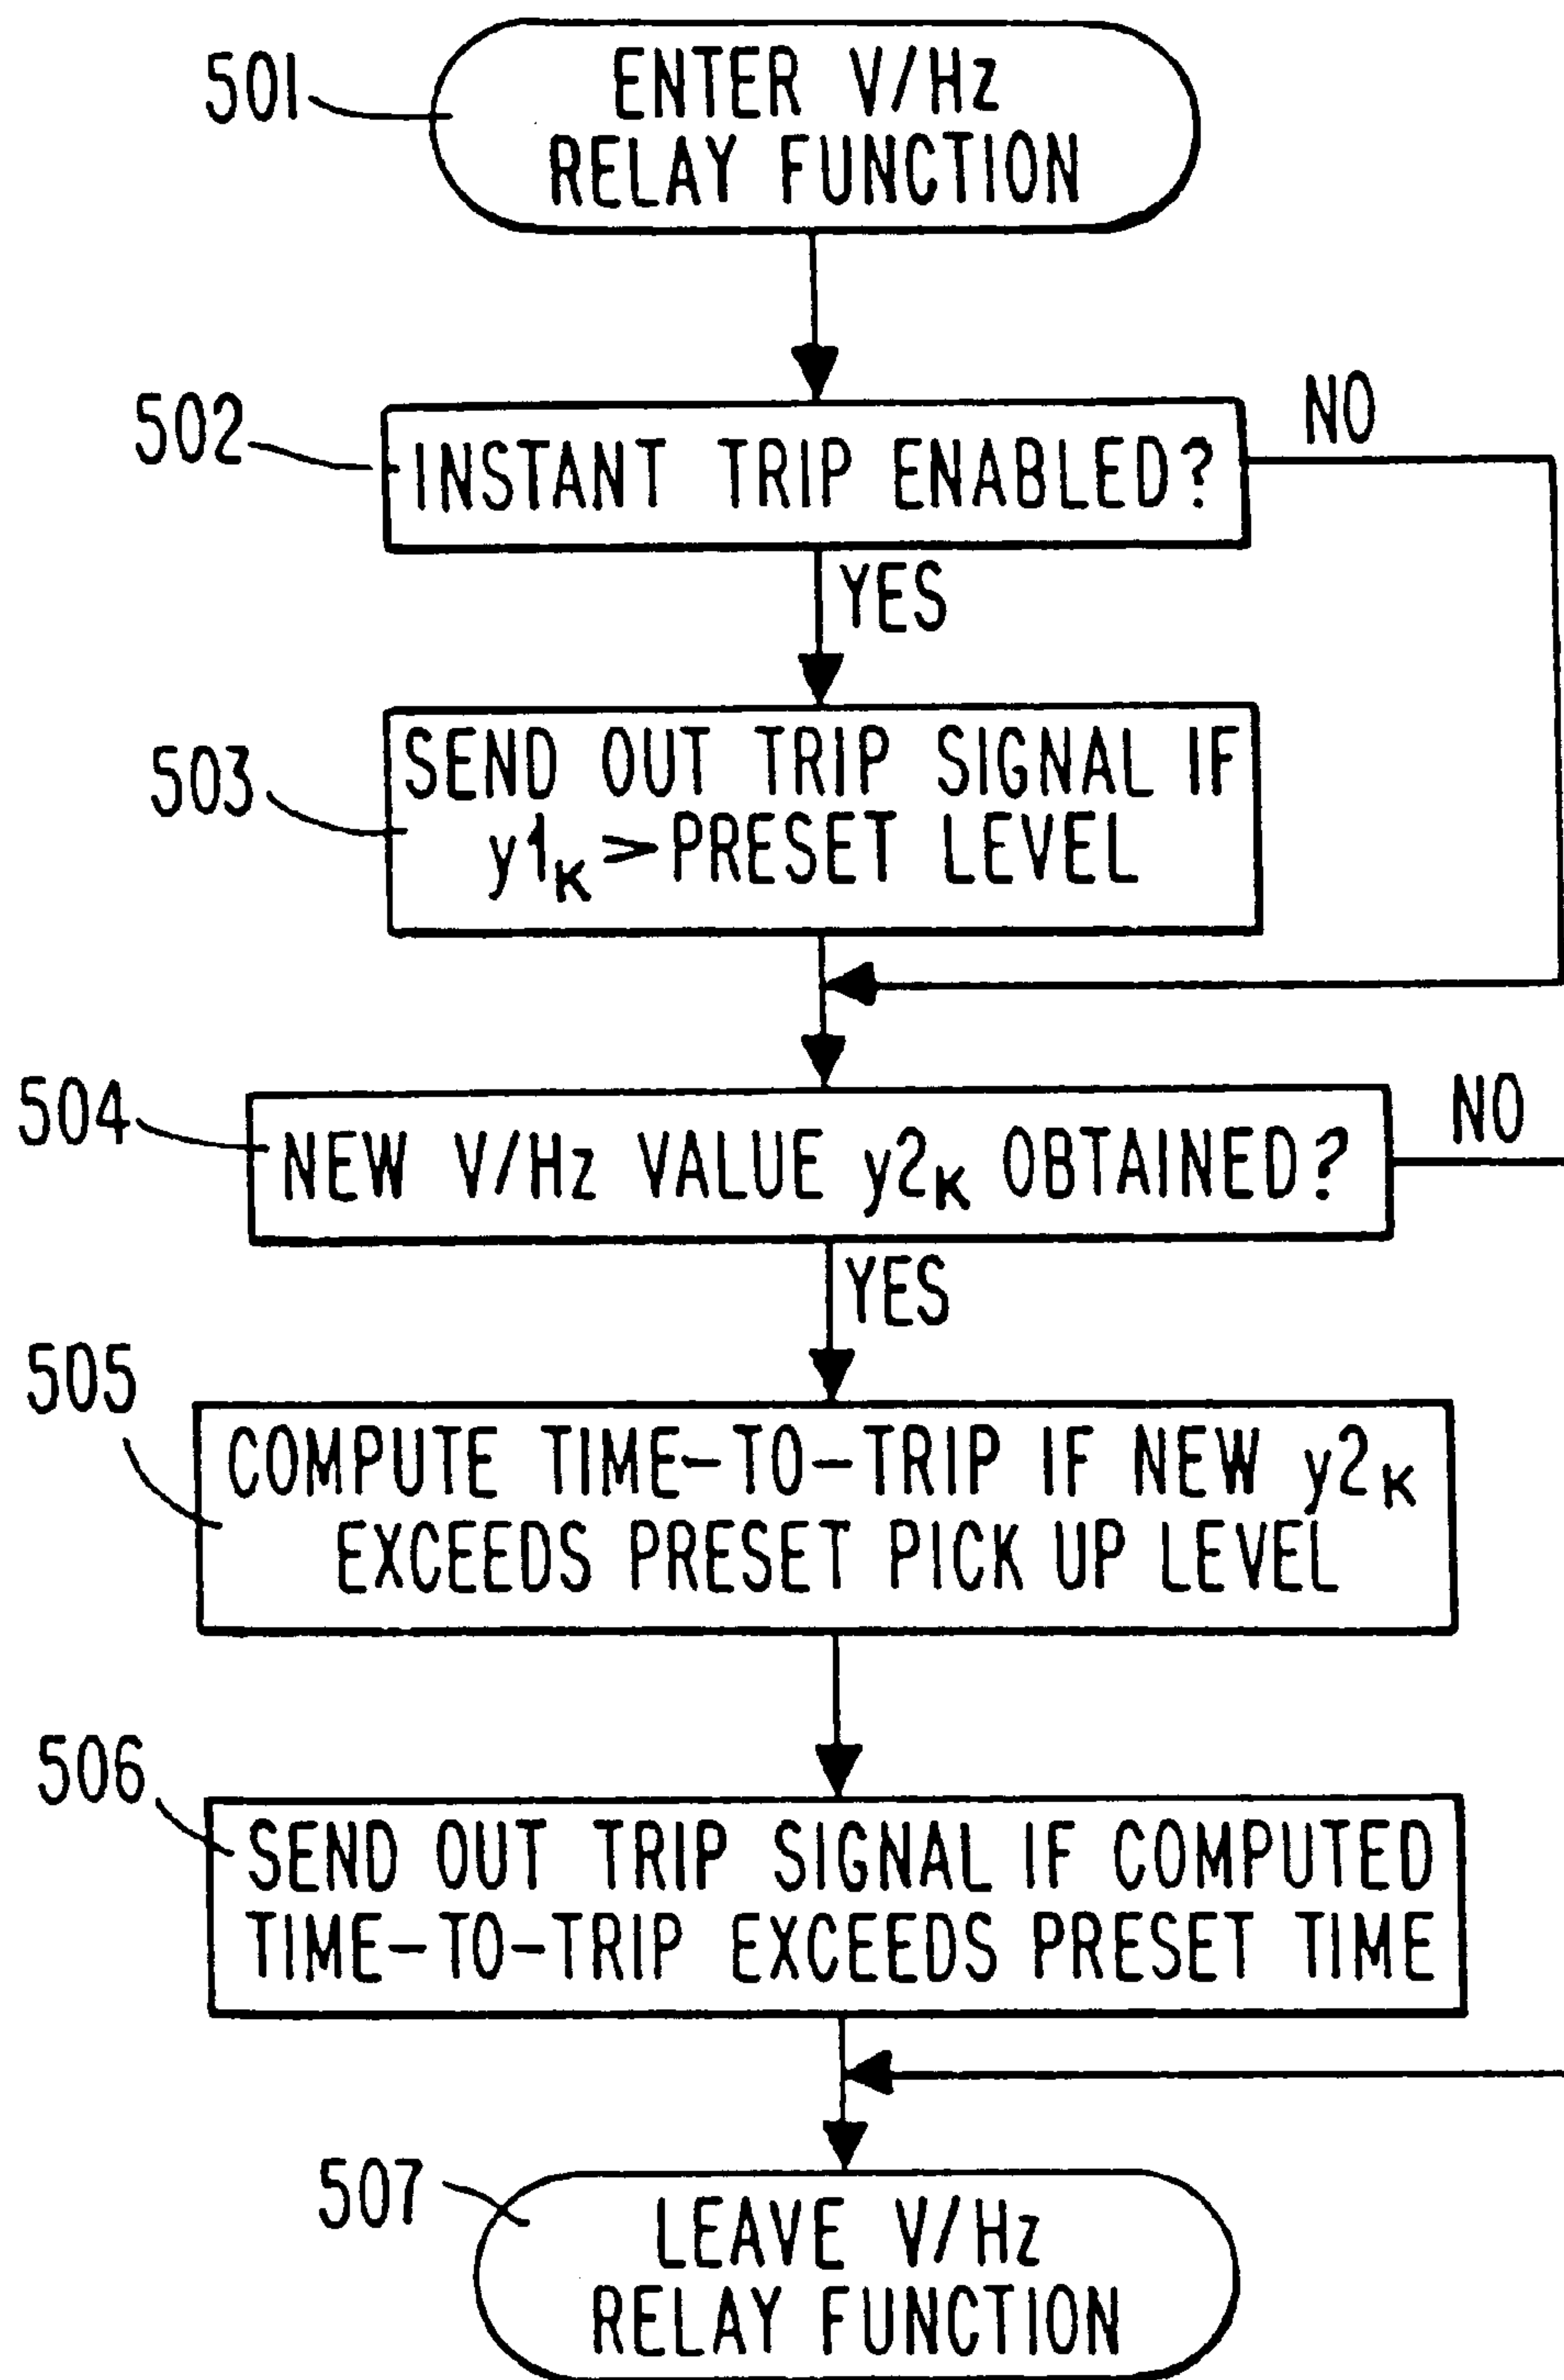 501
ENTER V/Hz
RELAY FUNCTION
502
INSTANT TRIP ENABLED?
NO
YES
503
SEND OUT TRIP SIGNAL IF
y1K > PRESET LEVEL
504
NEW V/Hz VALUE y2K OBTAINED?
NO
YES
505
COMPUTE TIME-TO-TRIP IF NEW y2K
EXCEEDS PRESET PICK UP LEVEL
506
SEND OUT TRIP SIGNAL IF COMPUTED
TIME-TO-TRIP EXCEEDS PRESET TIME
507
LEAVE V/Hz
RELAY FUNCTION